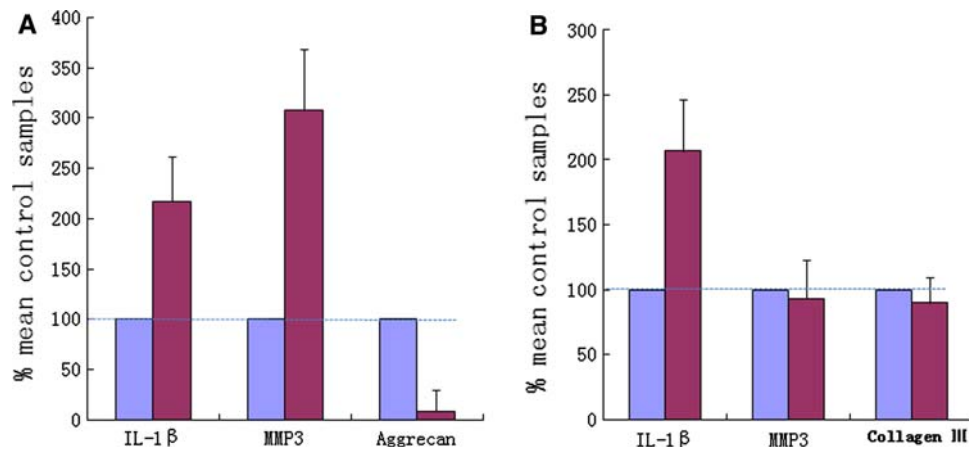 A
% mean control samples
400
350
300
250
200
150
100
50
0
IL-1β MMP3 Aggrecan
B
% mean control samples
300
250
200
150
100
50
0
IL-1β MMP3 Collagen III